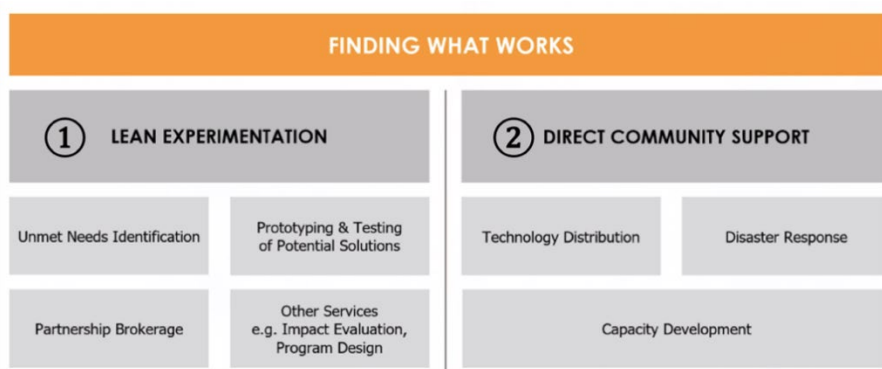 FINDING WHAT WORKS
① LEAN EXPERIMENTATION
Unmet Needs Identification
Prototyping & Testing
of Potential Solutions
Partnership Brokerage
Other Services
e.g. Impact Evaluation,
Program Design
② DIRECT COMMUNITY SUPPORT
Technology Distribution
Disaster Response
Capacity Development